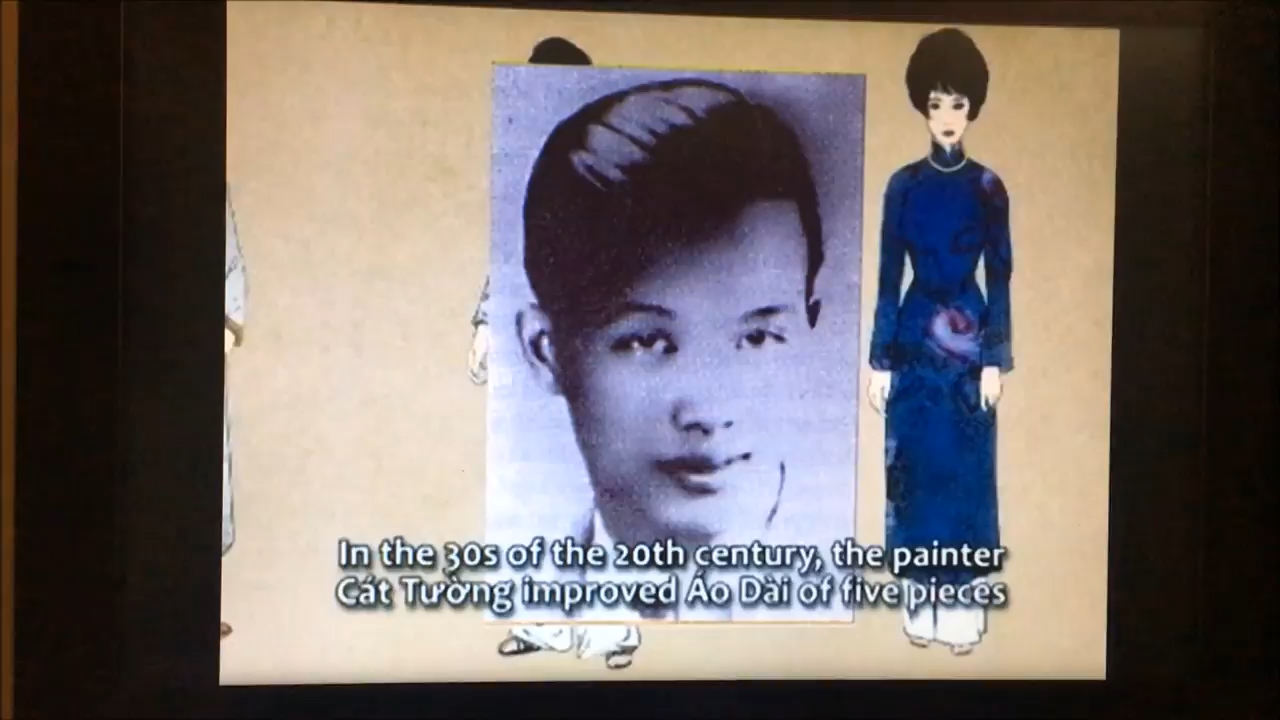 In the 30s of the 20th century, the painter
Cát Tường improved Áo Dài of five pieces